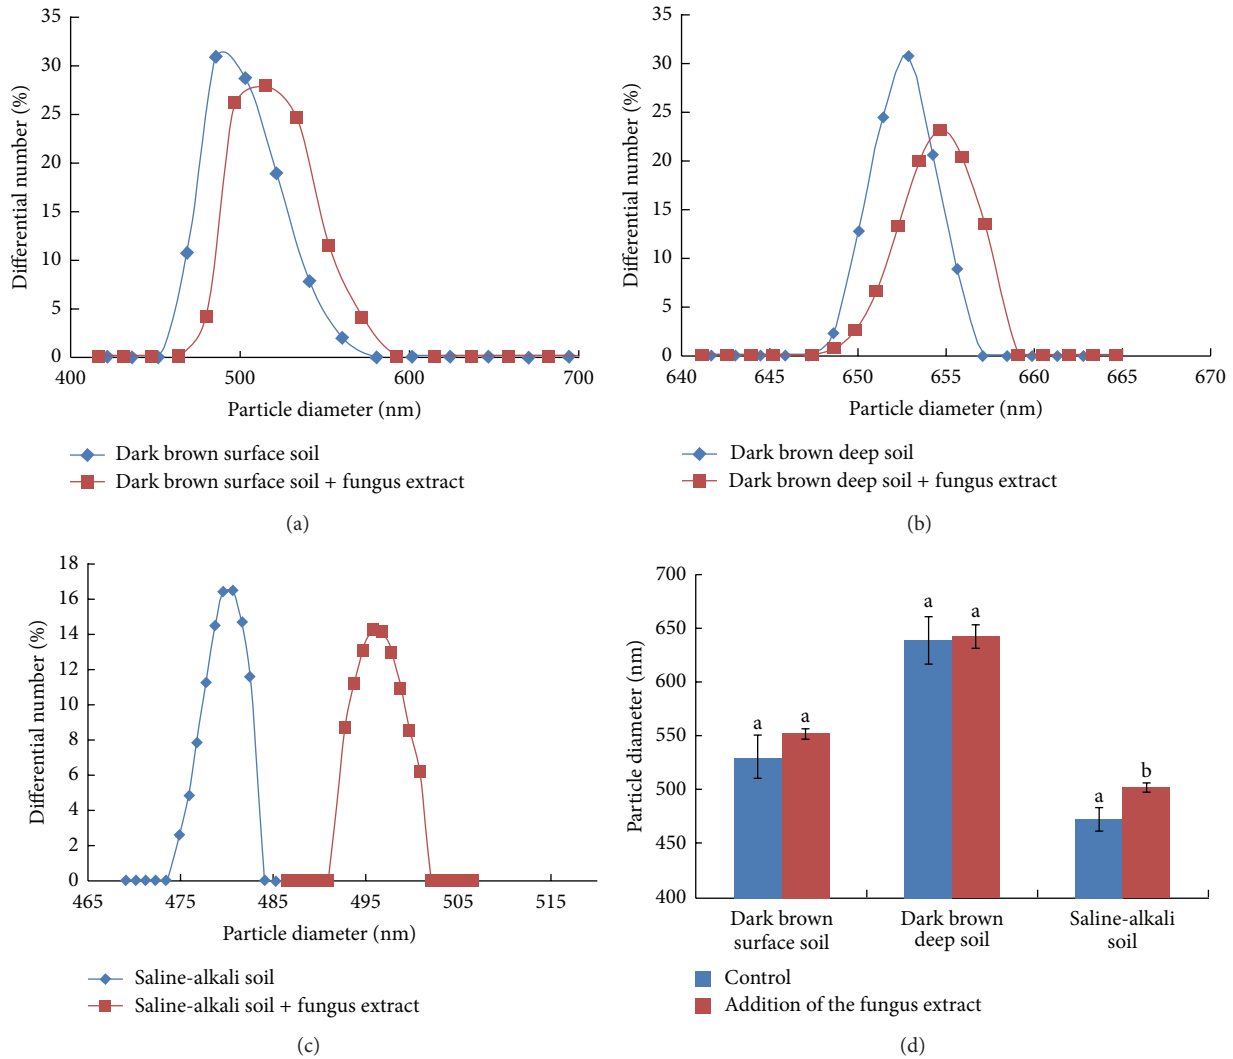 35
30
25
20
15
10
5
0
Differential number (%)
400 500 600 700
Particle diameter (nm)
Dark brown surface soil
Dark brown surface soil + fungus extract
(a)
35
30
25
20
15
10
5
0
Differential number (%)
640 645 650 655 660 665 670
Particle diameter (nm)
Dark brown deep soil
Dark brown deep soil + fungus extract
(b)
18
16
14
12
10
8
6
4
2
0
Differential number (%)
465 475 485 495 505 515
Particle diameter (nm)
Saline-alkali soil
Saline-alkali soil + fungus extract
(c)
700
650
600
550
500
450
400
Particle diameter (nm)
a a a a a b
Dark brown
surface soil
Dark brown
deep soil
Saline-alkali
soil
Control
Addition of the fungus extract
(d)